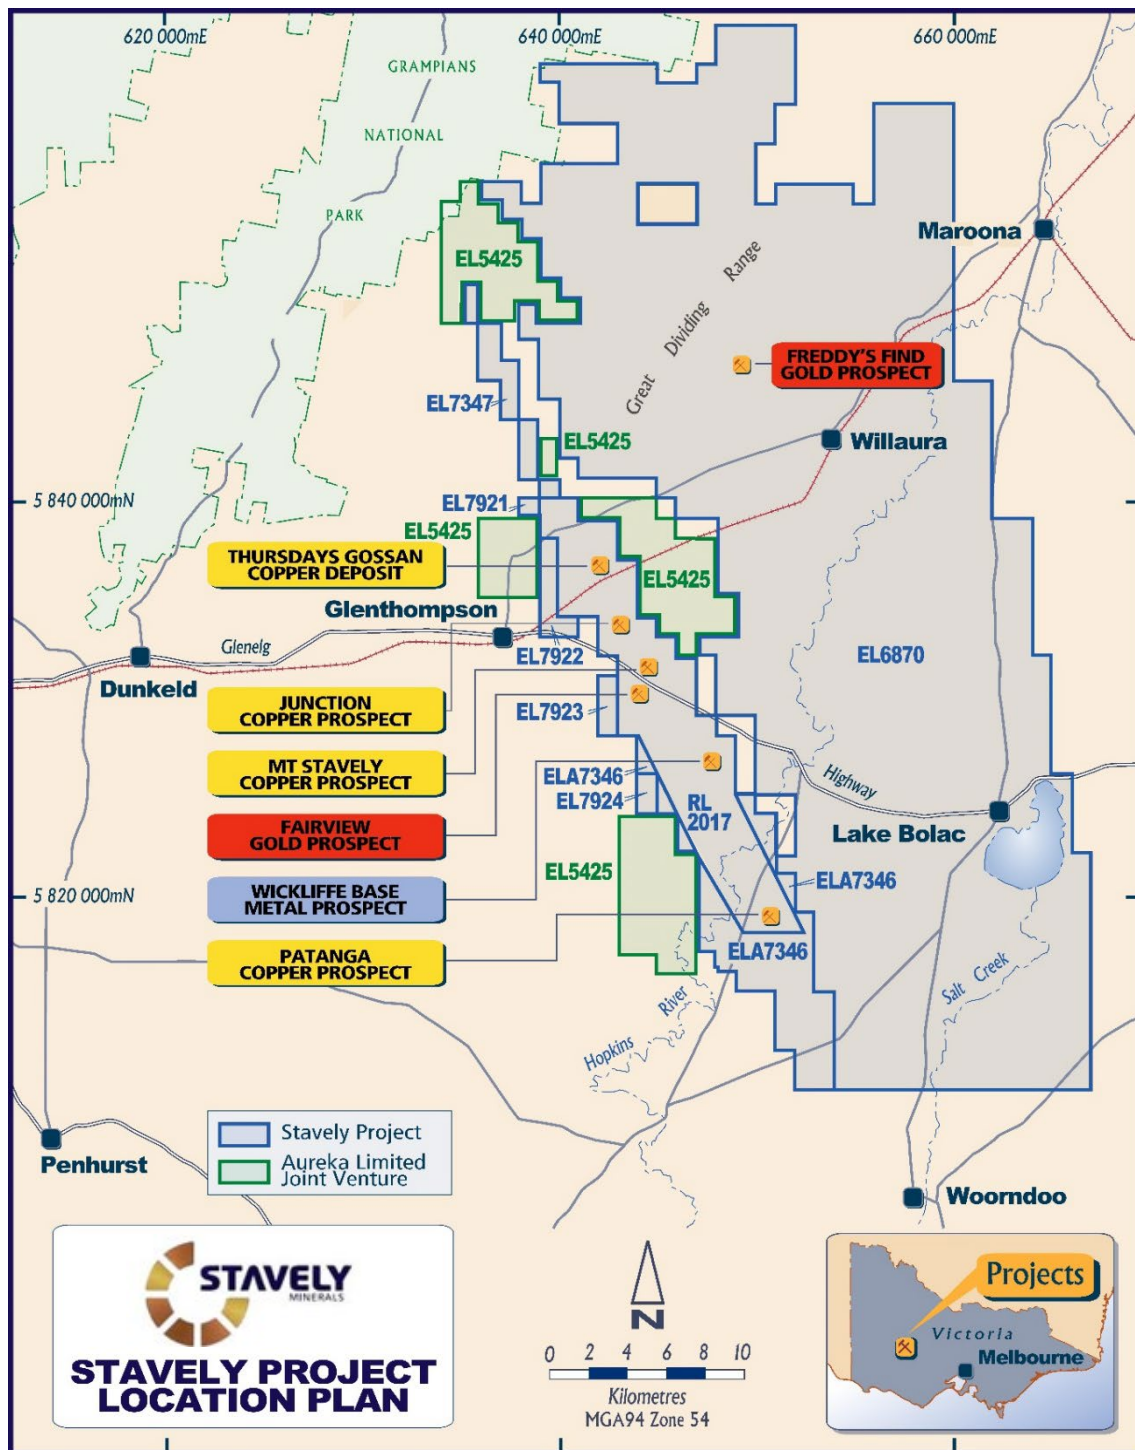 620 000mE
640 000mE
660 000mE
GRAMPIANS
NATIONAL
PARK
Maroona
EL5425
Great Dividing Range
FREDDY'S FIND
GOLD PROSPECT
EL7347
EL5425
Willaura
5 840 000mN
EL7921
EL5425
THURSDAYS GOSSAN
COPPER DEPOSIT
EL5425
Glenthompson
Glenelg
EL7922
EL6870
Dunkeld
JUNCTION
COPPER PROSPECT
EL7923
MT STAVELY
COPPER PROSPECT
ELA7346
EL7924
Highway
RL
2017
FAIRVIEW
GOLD PROSPECT
Lake Bolac
EL5425
ELA7346
WICKLIFFE BASE
METAL PROSPECT
5 820 000mN
PATANGA
COPPER PROSPECT
ELA7346
Salt Creek
Hopkins River
Stavely Project
Aureka Limited
Joint Venture
Penhurst
Woorndoo
STAVELY
MINERALS
STAVELY PROJECT
LOCATION PLAN
N
0 2 4 6 8 10
Kilometres
MGA94 Zone 54
Projects
Victoria
Melbourne